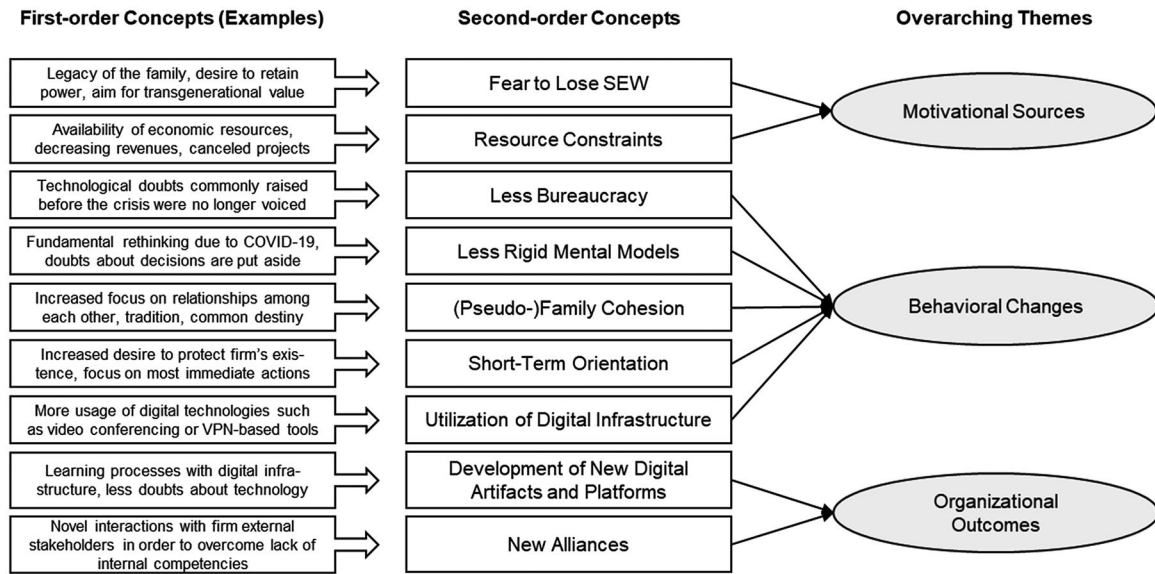 First-order Concepts (Examples)
Second-order Concepts
Overarching Themes
Legacy of the family, desire to retain
power, aim for transgenerational value
Fear to Lose SEW
Motivational Sources
Availability of economic resources,
decreasing revenues, canceled projects
Resource Constraints
Technological doubts commonly raised
before the crisis were no longer voiced
Less Bureaucracy
Fundamental rethinking due to COVID-19,
doubts about decisions are put aside
Less Rigid Mental Models
Increased focus on relationships among
each other, tradition, common destiny
(Pseudo-)Family Cohesion
Behavioral Changes
Increased desire to protect firm's exis-
tence, focus on most immediate actions
Short-Term Orientation
More usage of digital technologies such
as video conferencing or VPN-based tools
Utilization of Digital Infrastructure
Learning processes with digital infra-
structure, less doubts about technology
Development of New Digital
Artifacts and Platforms
Organizational
Outcomes
Novel interactions with firm external
stakeholders in order to overcome lack of
internal competencies
New Alliances